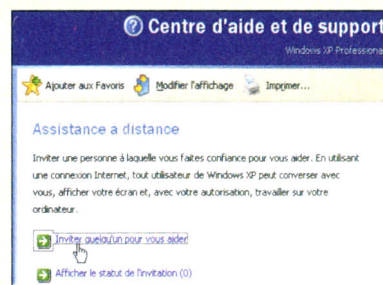 Centre d'aide et de support
Windows XP Professional
Ajouter aux Favoris Modifier l'affichage Imprimer...
Assistance a distance
Inviter une personne à laquelle vous faites confiance pour vous aider. En utilisant
une connexion Internet, tout utilisateur de Windows XP peut converser avec
vous, afficher votre écran et, avec votre autorisation, travailler sur votre
ordinateur.
Inviter quelqu'un pour vous aider
Afficher le statut de l'invitation (0)